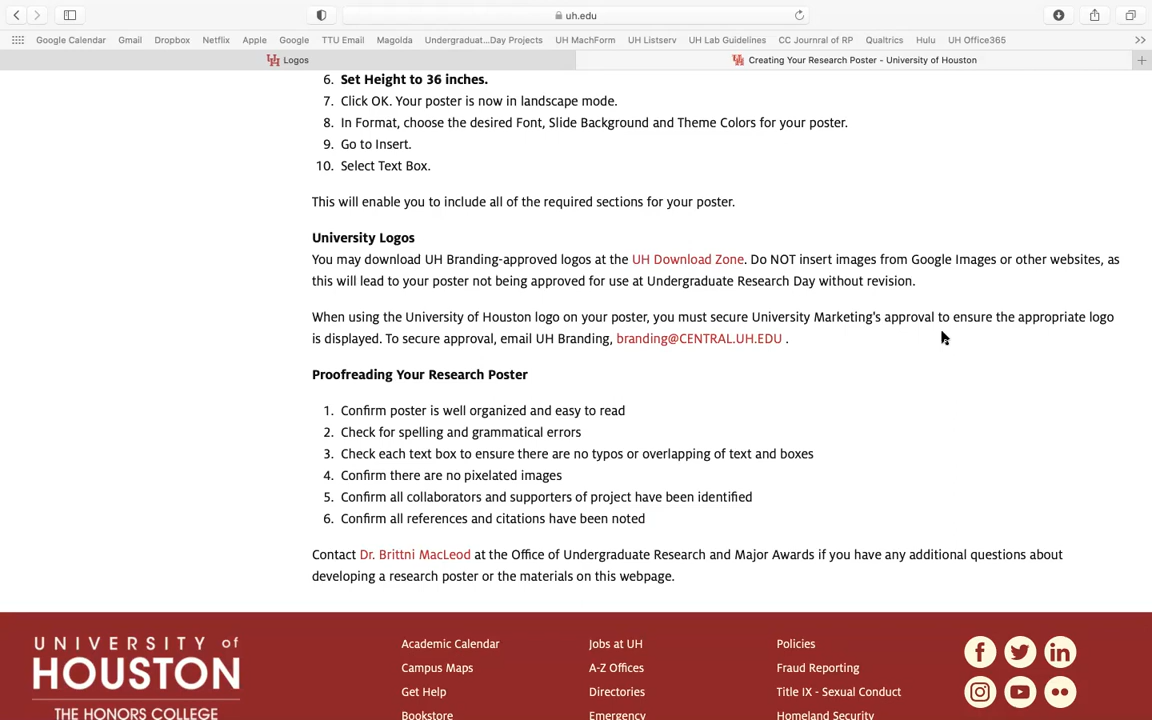 uh.edu
Google Calendar Gmail Dropbox Netflix Apple Google TTU Email Magolda Undergraduat...Day Projects UH MachForm UH Listserv UH Lab Guidelines CC Journral of RP Qualtrics Hulu UH Office365
Logos
Creating Your Research Poster - University of Houston
6. Set Height to 36 inches.
7. Click OK. Your poster is now in landscape mode.
8. In Format, choose the desired Font, Slide Background and Theme Colors for your poster.
9. Go to Insert.
10. Select Text Box.
This will enable you to include all of the required sections for your poster.
University Logos
You may download UH Branding-approved logos at the UH Download Zone. Do NOT insert images from Google Images or other websites, as
this will lead to your poster not being approved for use at Undergraduate Research Day without revision.
When using the University of Houston logo on your poster, you must secure University Marketing's approval to ensure the appropriate logo
is displayed. To secure approval, email UH Branding, branding@CENTRAL.UH.EDU .
Proofreading Your Research Poster
1. Confirm poster is well organized and easy to read
2. Check for spelling and grammatical errors
3. Check each text box to ensure there are no typos or overlapping of text and boxes
4. Confirm there are no pixelated images
5. Confirm all collaborators and supporters of project have been identified
6. Confirm all references and citations have been noted
Contact Dr. Brittni MacLeod at the Office of Undergraduate Research and Major Awards if you have any additional questions about
developing a research poster or the materials on this webpage.
UNIVERSITY of
HOUSTON
THE HONORS COLLEGE
Academic Calendar
Campus Maps
Get Help
Bookstore
Jobs at UH
A-Z Offices
Directories
Emergency
Policies
Fraud Reporting
Title IX - Sexual Conduct
Homeland Security